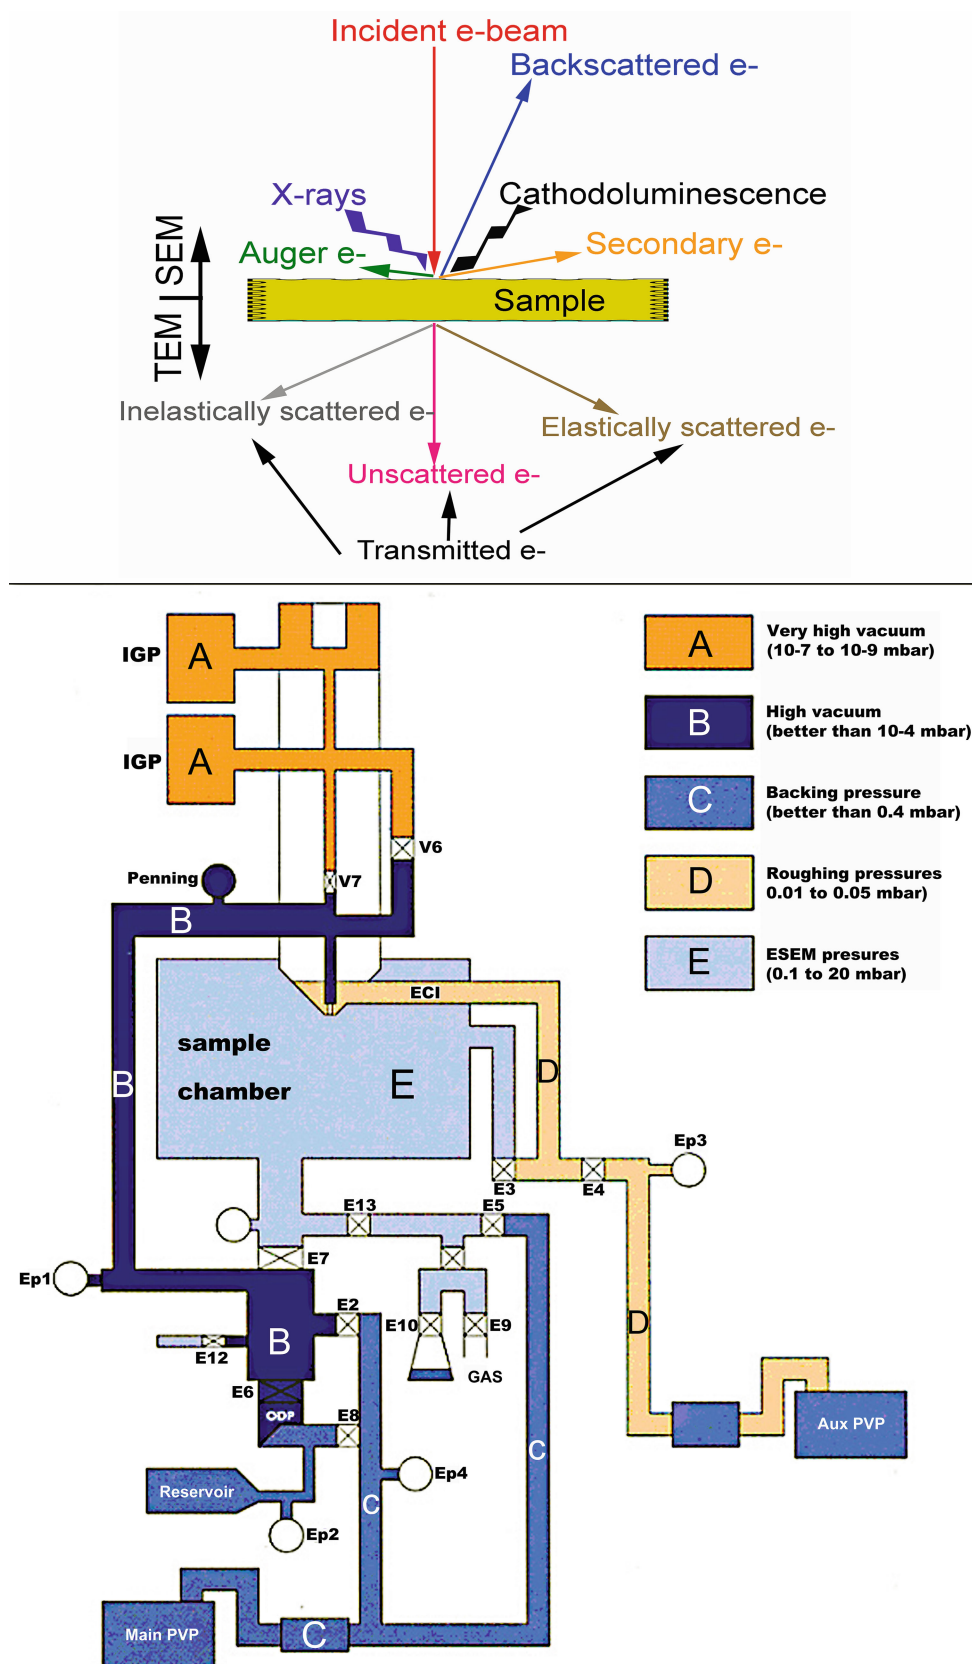 Incident e-beam
Backscattered e-
X-rays
Cathodoluminescence
Auger e-
Secondary e-
SEM
TEM
Sample
Inelastically scattered e-
Elastically scattered e-
Unscattered e-
Transmitted e-
IGP
A
IGP
A
A
Very high vacuum
(10-7 to 10-9 mbar)
B
High vacuum
(better than 10-4 mbar)
C
Backing pressure
(better than 0.4 mbar)
D
Roughing pressures
0.01 to 0.05 mbar)
E
ESEM presures
(0.1 to 20 mbar)
V6
Penning
V7
B
ECI
sample
chamber
E
B
D
Ep3
E3
E4
E13
E5
E7
Ep1
E2
E10
E9
B
E12
GAS
D
E6
ODP
E8
Aux PVP
C
Ep4
Reservoir
C
Ep2
Main PVP
C